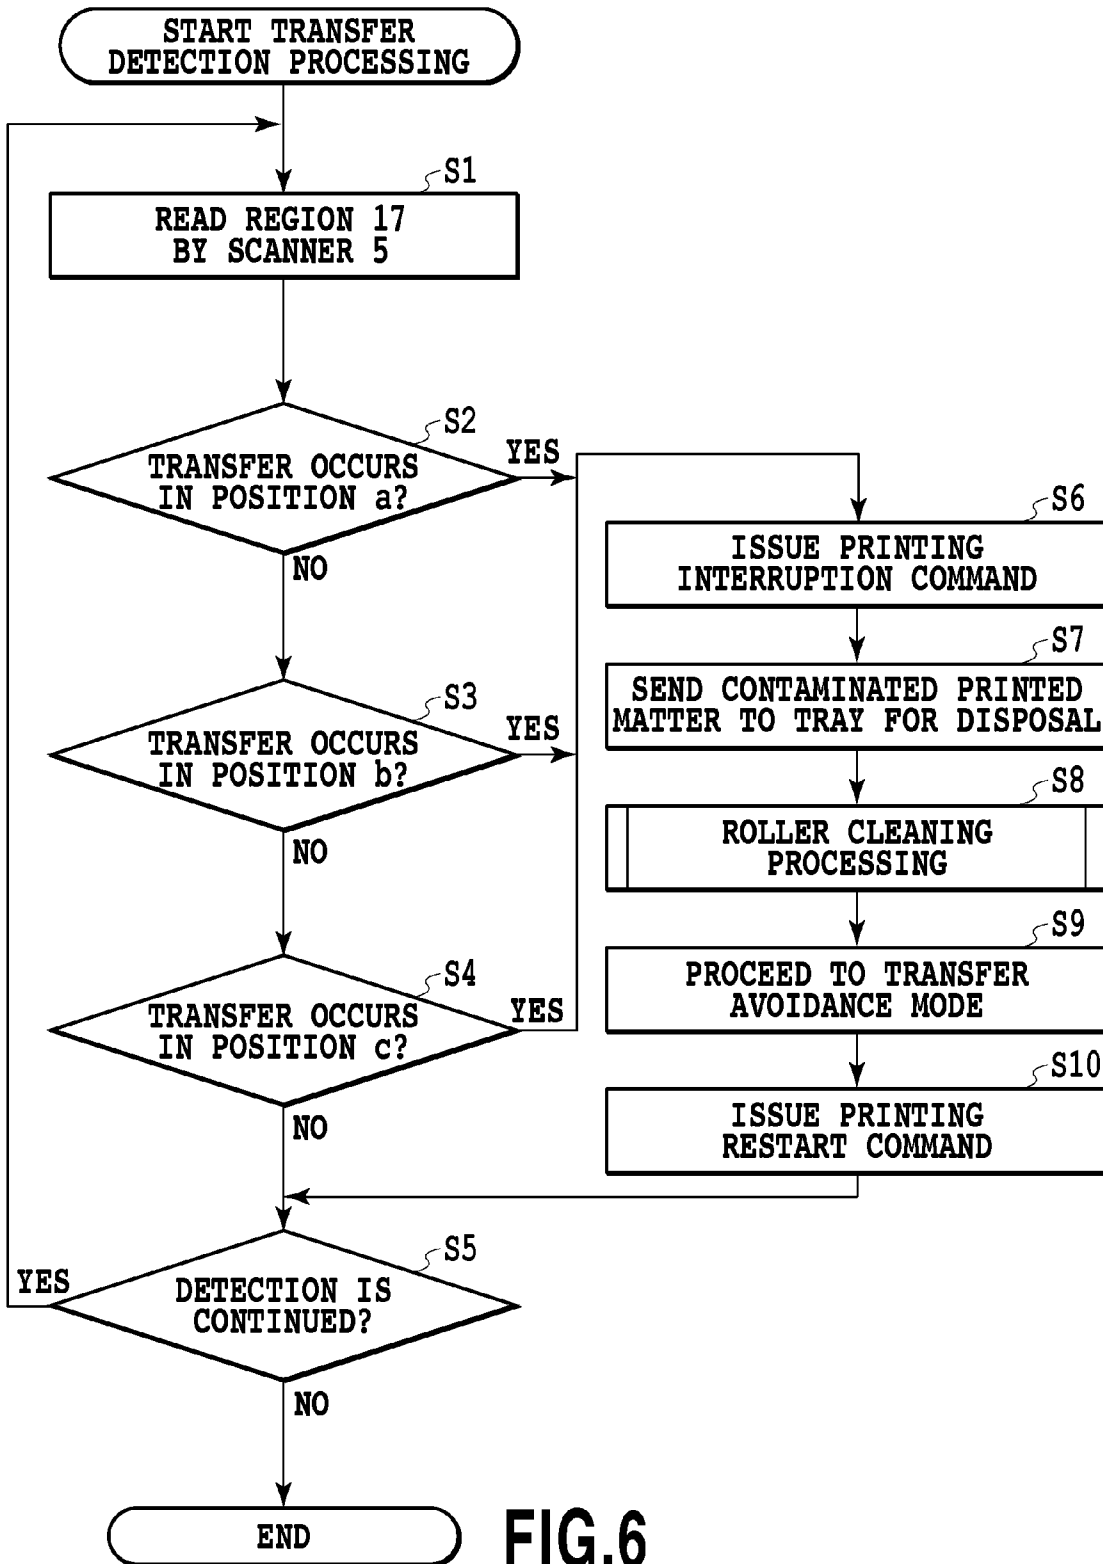 START TRANSFER
DETECTION PROCESSING
S1
READ REGION 17
BY SCANNER 5
S2
TRANSFER OCCURS
IN POSITION a?
YES
NO
S3
TRANSFER OCCURS
IN POSITION b?
YES
NO
S4
TRANSFER OCCURS
IN POSITION c?
YES
NO
S6
ISSUE PRINTING
INTERRUPTION COMMAND
S7
SEND CONTAMINATED PRINTED
MATTER TO TRAY FOR DISPOSAL
S8
ROLLER CLEANING
PROCESSING
S9
PROCEED TO TRANSFER
AVOIDANCE MODE
S10
ISSUE PRINTING
RESTART COMMAND
S5
DETECTION IS
CONTINUED?
YES
NO
END
FIG.6